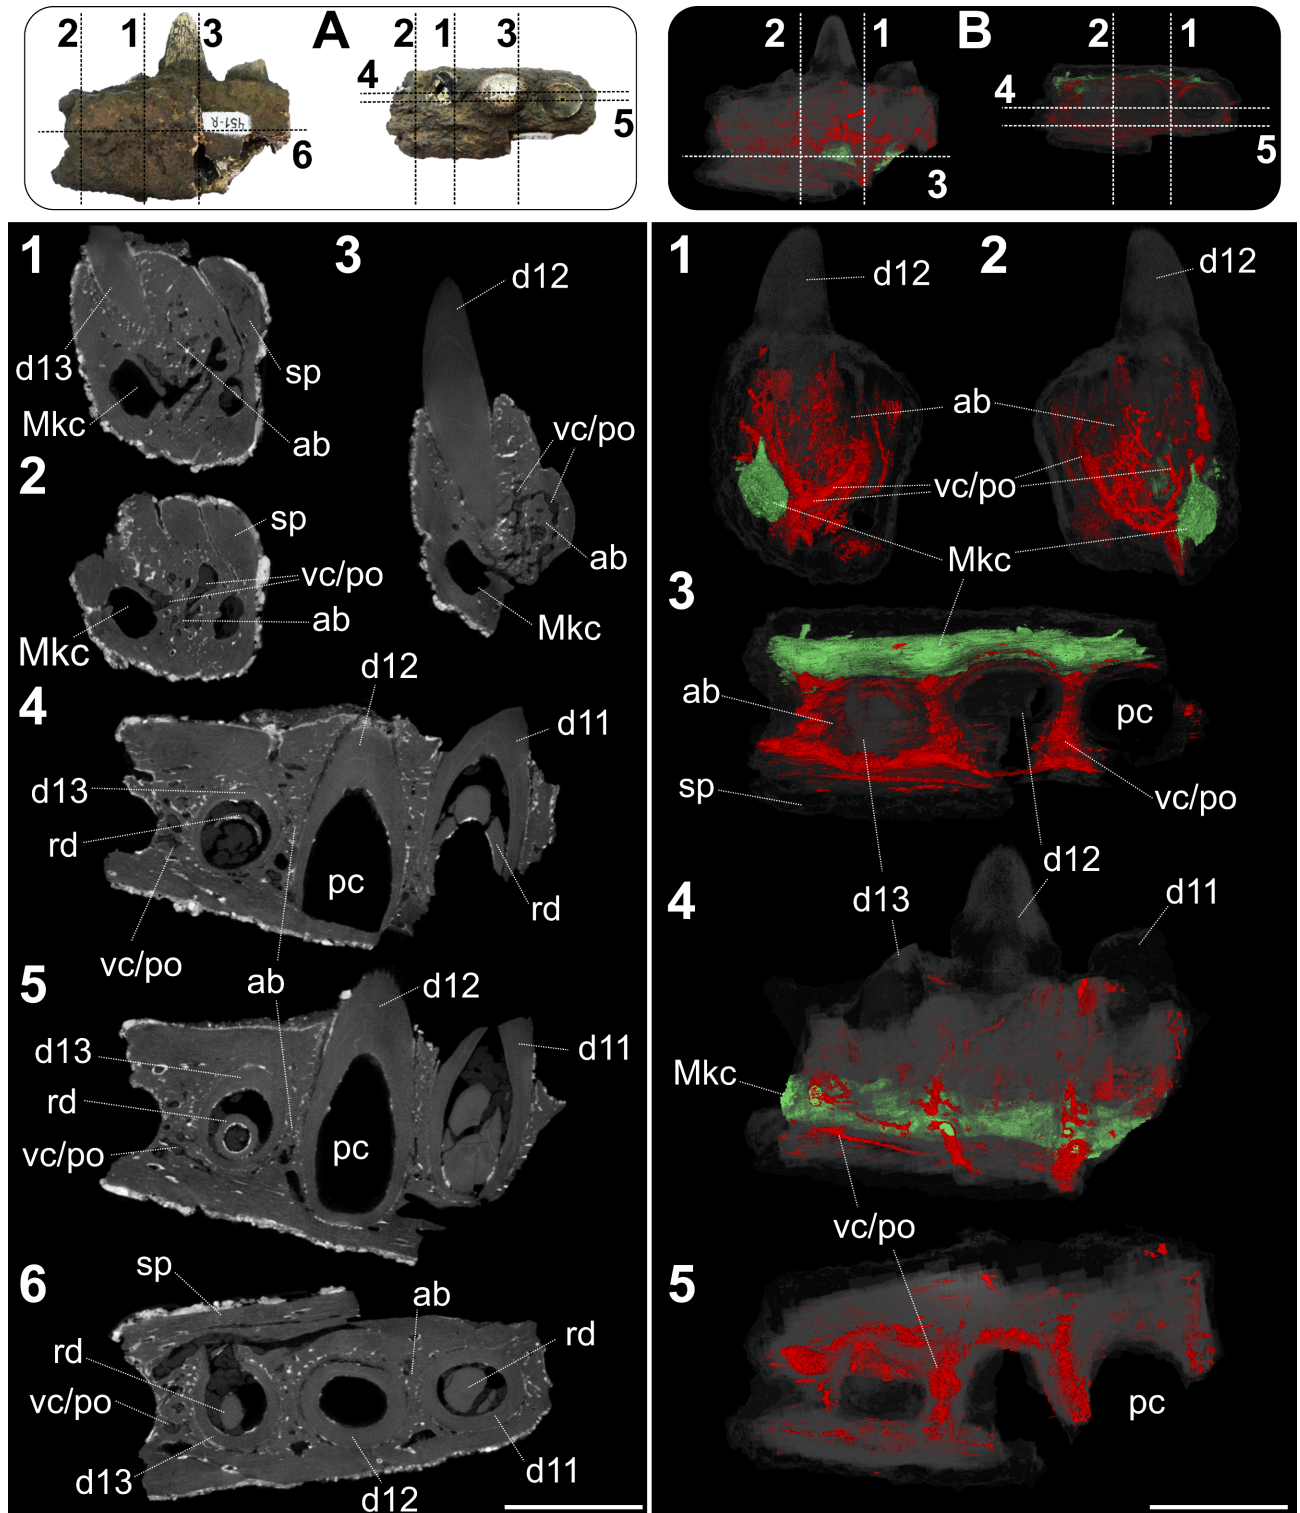 2 1 3 A 2 1 3
4
5
6
451-R
2 1 B 2 1
4
5
3
1
d13
Mkc
sp
ab
3
d12
vc/po
ab
Mkc
2
sp
vc/po
ab
Mkc
4
d12
d11
d13
rd
pc
rd
vc/po
ab
5
d12
d13
d11
rd
vc/po
pc
6
sp
ab
rd
rd
vc/po
d13
d12
d11
1
d12
2
d12
ab
vc/po
Mkc
3
ab
pc
sp
vc/po
d12
4
d13
d11
Mkc
vc/po
5
pc